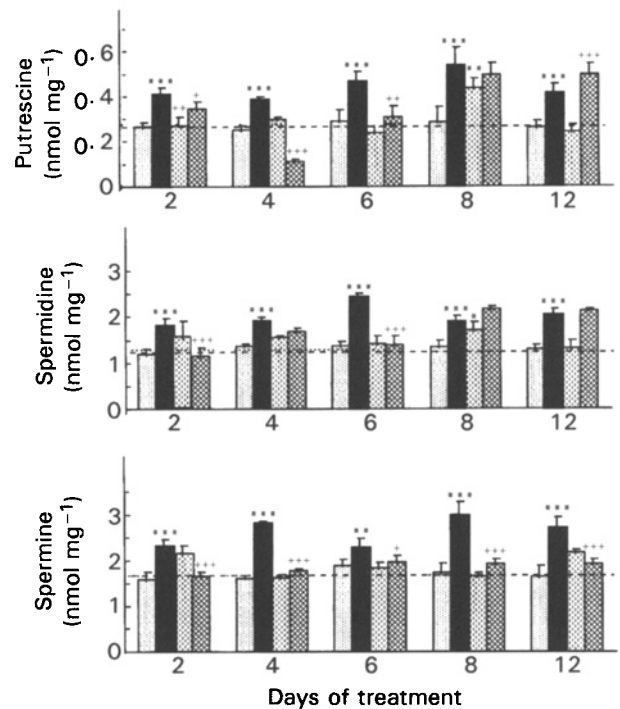 Putrescine
(nmol mg⁻¹)
0.6
0.4
0.2
0
*** ++ +
*** +++
*** ++
*** **
*** +++
2 4 6 8 12
Spermidine
(nmol mg⁻¹)
3
2
1
0
*** +++
***
*** +++
*** *
***
2 4 6 8 12
Spermine
(nmol mg⁻¹)
3
2
1
0
*** +++
*** +++
** +
*** +++
*** +++
2 4 6 8 12
Days of treatment